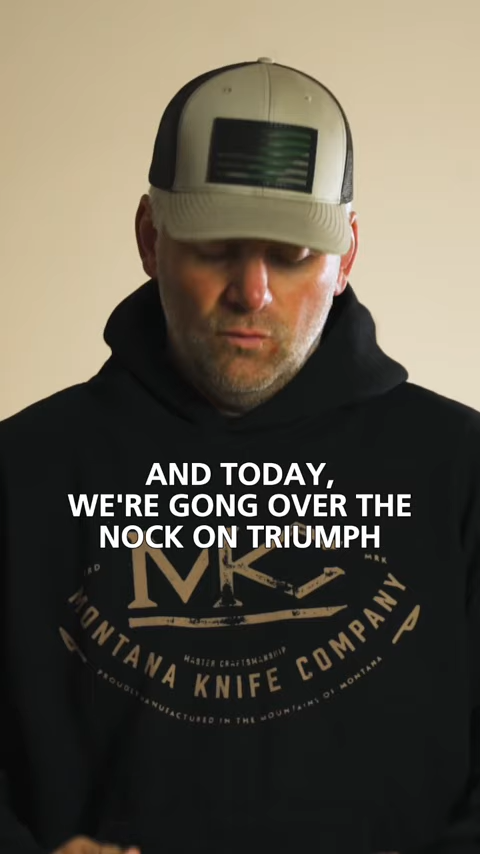 AND TODAY,
WE'RE GONG OVER THE
NOCK ON TRIUMPH
MKC
MONTANA KNIFE COMPANY
MASTER CRAFTSMANSHIP
PROUDLY MANUFACTURED IN THE MOUNTAINS OF MONTANA